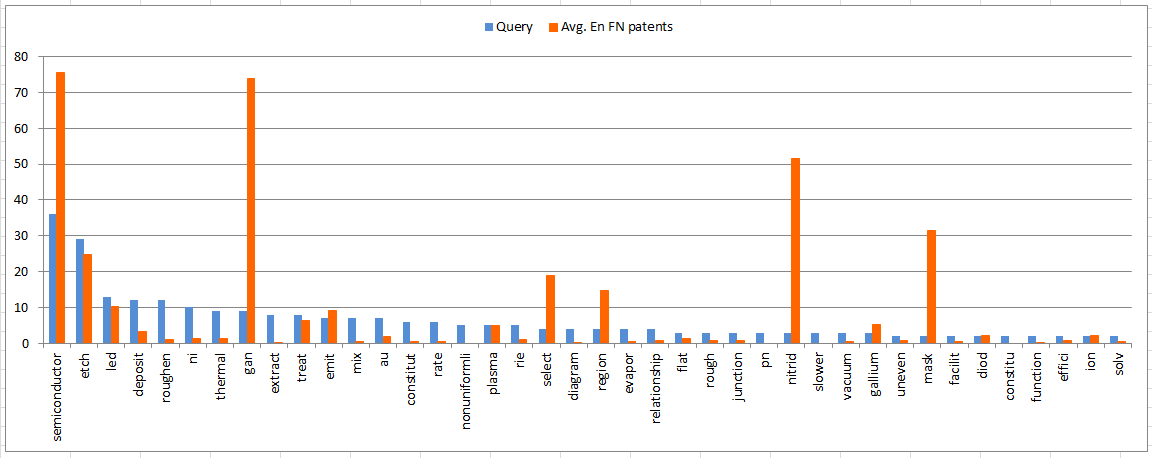 Query Avg. En FN patents
80
70
60
50
40
30
20
10
0
semiconductor
etch
led
deposit
roughen
ni
thermal
gan
extract
treat
emit
mix
au
constitut
rate
nonuniformli
plasma
rie
select
diagram
region
evapor
relationship
flat
rough
junction
pn
nitrid
slower
vacuum
gallium
uneven
mask
facilit
diod
constitu
function
effici
ion
solv